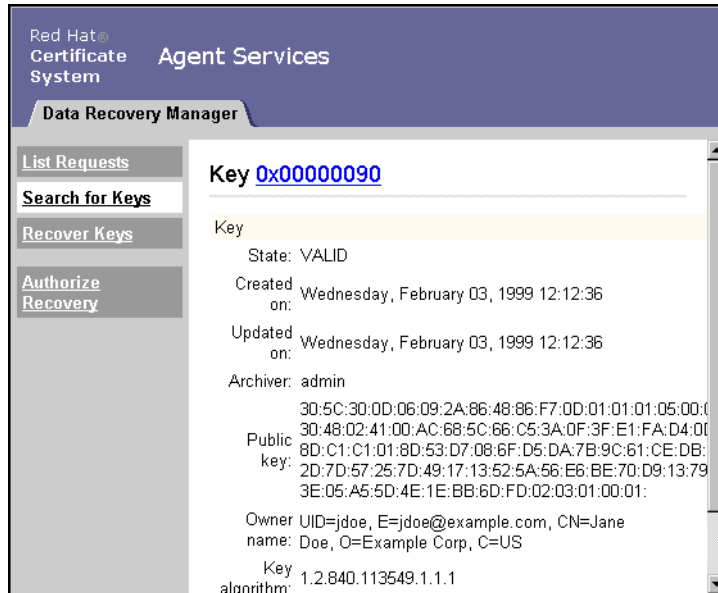 Red Hat®
Certificate
System
Agent Services
Data Recovery Manager
List Requests
Search for Keys
Recover Keys
Authorize
Recovery
Key 0x00000090
Key
State: VALID
Created
on: Wednesday, February 03, 1999 12:12:36
Updated
on: Wednesday, February 03, 1999 12:12:36
Archiver: admin
Public
key:
30:5C:30:0D:06:09:2A:86:48:86:F7:0D:01:01:01:05:00:
30:48:02:41:00:AC:68:5C:66:C5:3A:0F:3F:E1:FA:D4:
8D:C1:C1:01:8D:53:D7:08:6F:D5:DA:7B:9C:61:CE:DB:
2D:7D:57:25:7D:49:17:13:52:5A:56:E6:BE:70:D9:13:79
3E:05:A5:5D:4E:1E:BB:6D:FD:02:03:01:00:01:
Owner
name:
UID=jdoe, E=jdoe@example.com, CN=Jane
Doe, O=Example Corp, C=US
Key
algorithm:
1.2.840.113549.1.1.1